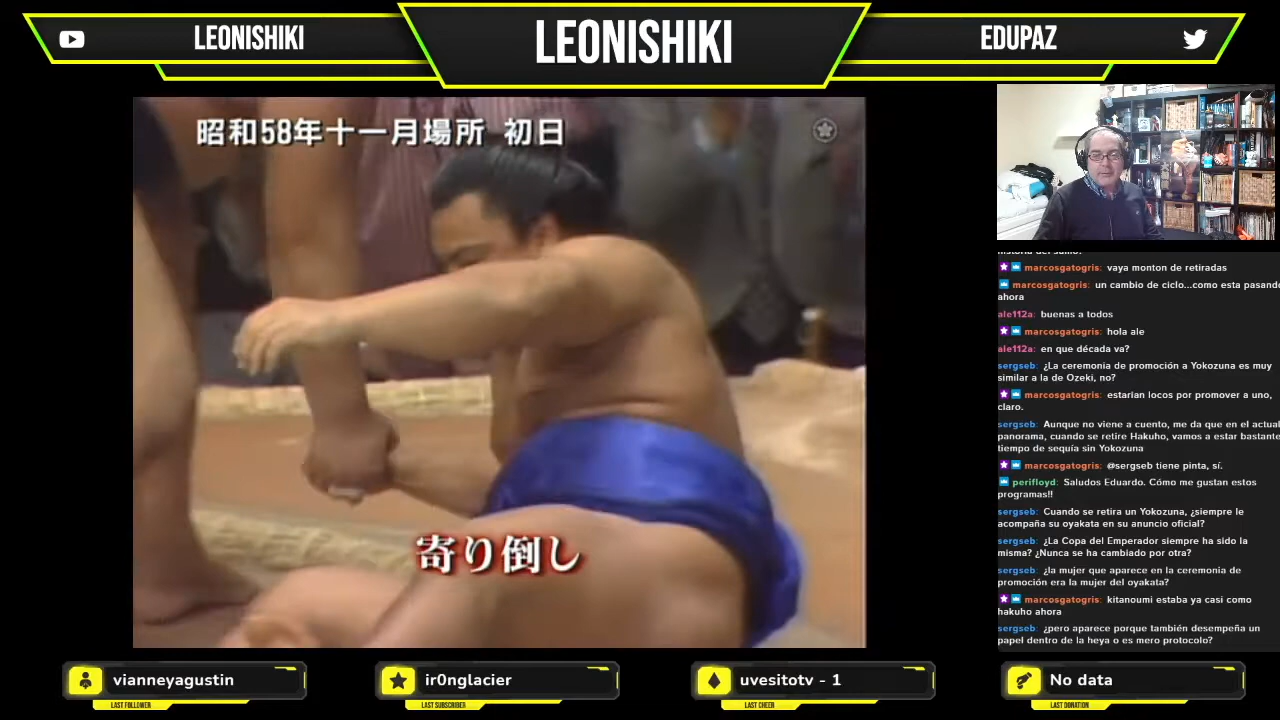 LEONISHIKI
LEONISHIKI
EDUPAZ
昭和58年十一月場所 初日
marcosgatogris: vaya monton de retiradas
marcosgatogris: un cambio de ciclo...como esta pasando
ahora
ale112a: buenas a todos
marcosgatogris: hola ale
ale112a: en que década va?
sergseb: ¿La ceremonia de promoción a Yokozuna es muy
similar a la de Ozeki, no?
marcosgatogris: estarian locos por promover a uno,
claro.
sergseb: Aunque no viene a cuento, me da que en el actual
panorama, cuando se retire Hakuho, vamos a estar bastante
tiempo de sequía sin Yokozuna
marcosgatogris: @sergseb tiene pinta, sí.
perifloyd: Saludos Eduardo. Cómo me gustan estos
programas!!
sergseb: Cuando se retira un Yokozuna, ¿siempre le
acompaña su oyakata en su anuncio oficial?
sergseb: ¿La Copa del Emperador siempre ha sido la
misma? ¿Nunca se ha cambiado por otra?
sergseb: ¿la mujer que aparece en la ceremonia de
promoción era la mujer del oyakata?
marcosgatogris: kitanoumi estaba ya casi como
hakuho ahora
sergseb: ¿pero aparece porque también desempeña un
papel dentro de la heya o es mero protocolo?
寄り倒し
vianneyagustin
LAST FOLLOWER
ir0nglacier
LAST SUBSCRIBER
uvesitotv - 1
LAST CHEER
No data
LAST DONATION